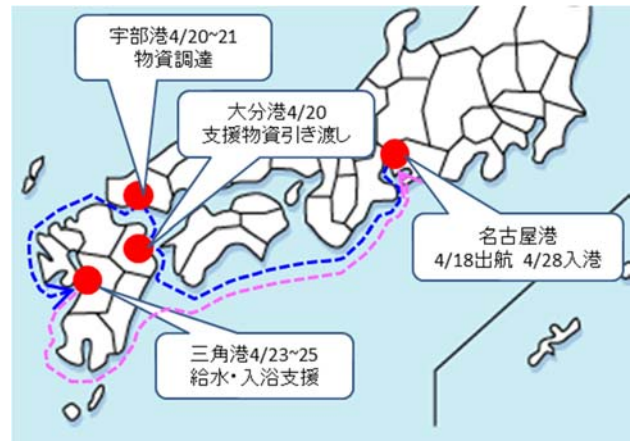 宇部港4/20~21
物資調達
大分港4/20
支援物資引き渡し
名古屋港
4/18出航 4/28入港
三角港4/23~25
給水・入浴支援